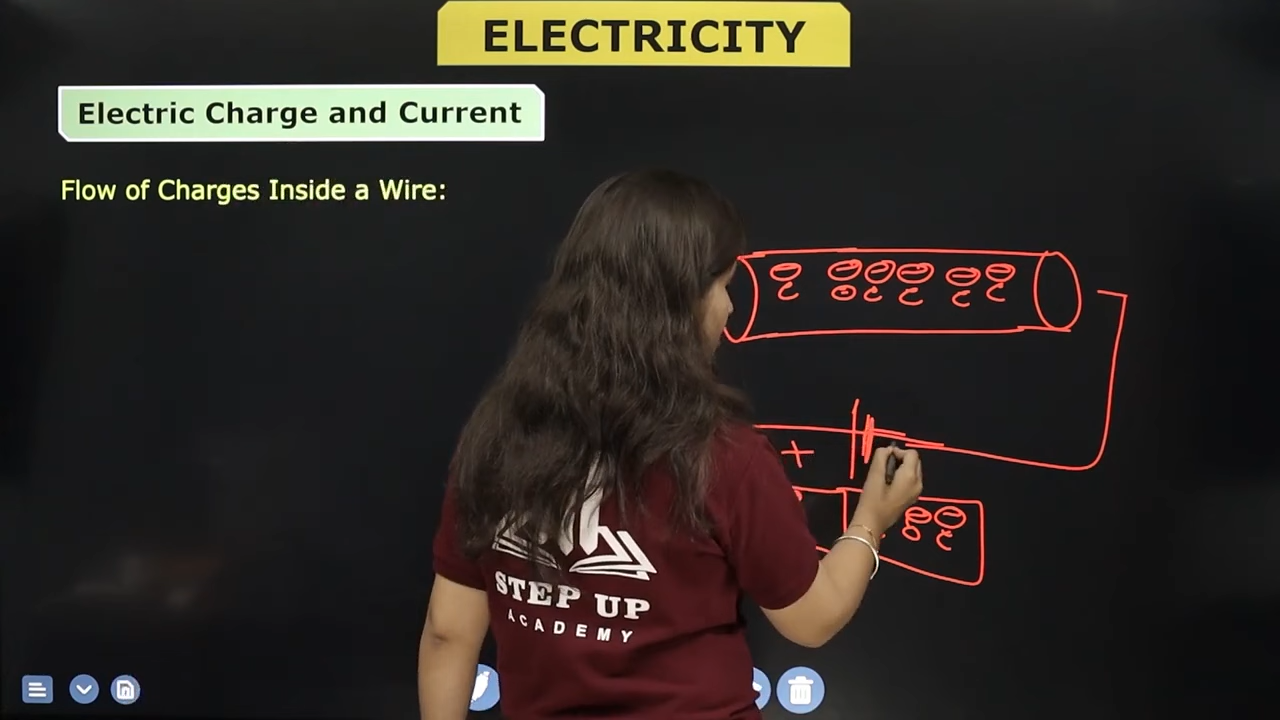 ELECTRICITY
Electric Charge and Current
Flow of Charges Inside a Wire:
+
STEP UP
ACADEMY